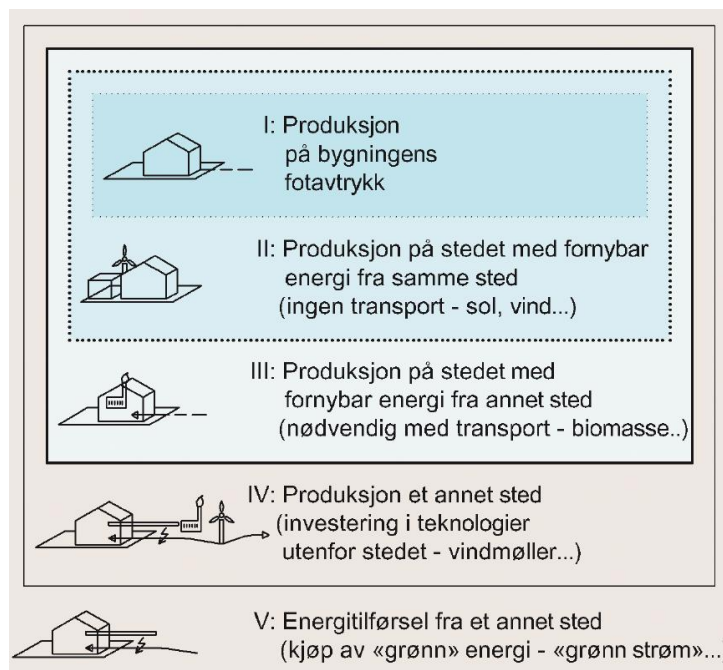 I: Produksjon
på bygningens
fotavtrykk
II: Produksjon på stedet med fornybar
energi fra samme sted
(ingen transport - sol, vind...)
III: Produksjon på stedet med
fornybar energi fra annet sted
(nødvendig med transport - biomasse..)
IV: Produksjon et annet sted
(investering i teknologier
utenfor stedet - vindmøller...)
V: Energitilførsel fra et annet sted
(kjøp av «grønn» energi - «grønn strøm»...